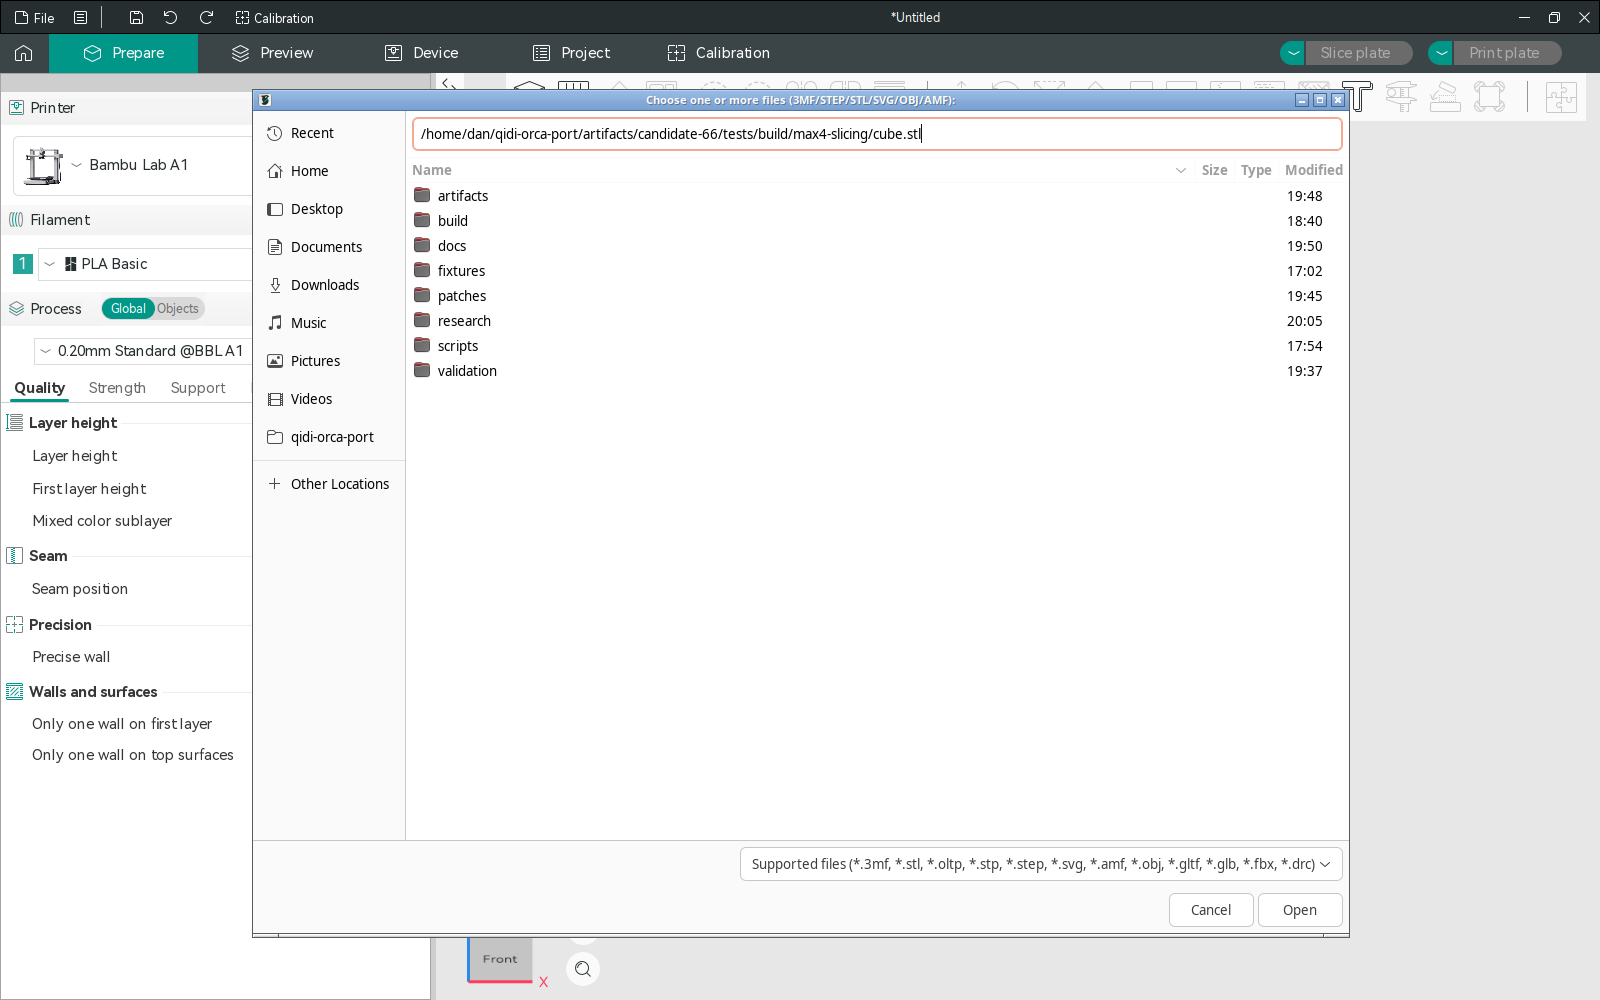 File
Calibration
*Untitled
Prepare
Preview
Device
Project
Calibration
Slice plate
Print plate
Printer
Bambu Lab A1
Filament
1
PLA Basic
Process
Global
Objects
0.20mm Standard @BBL A1
Quality
Strength
Support
Layer height
Layer height
First layer height
Mixed color sublayer
Seam
Seam position
Precision
Precise wall
Walls and surfaces
Only one wall on first layer
Only one wall on top surfaces
Choose one or more files (3MF/STEP/STL/SVG/OBJ/AMF):
Recent
Home
Desktop
Documents
Downloads
Music
Pictures
Videos
qidi-orca-port
Other Locations
/home/dan/qidi-orca-port/artifacts/candidate-66/tests/build/max4-slicing/cube.stl
Name Size Type Modified
artifacts 19:48
build 18:40
docs 19:50
fixtures 17:02
patches 19:45
research 20:05
scripts 17:54
validation 19:37
Supported files (*.3mf, *.stl, *.oltp, *.stp, *.step, *.svg, *.amf, *.obj, *.gltf, *.glb, *.fbx, *.drc)
Cancel
Open
Front
X